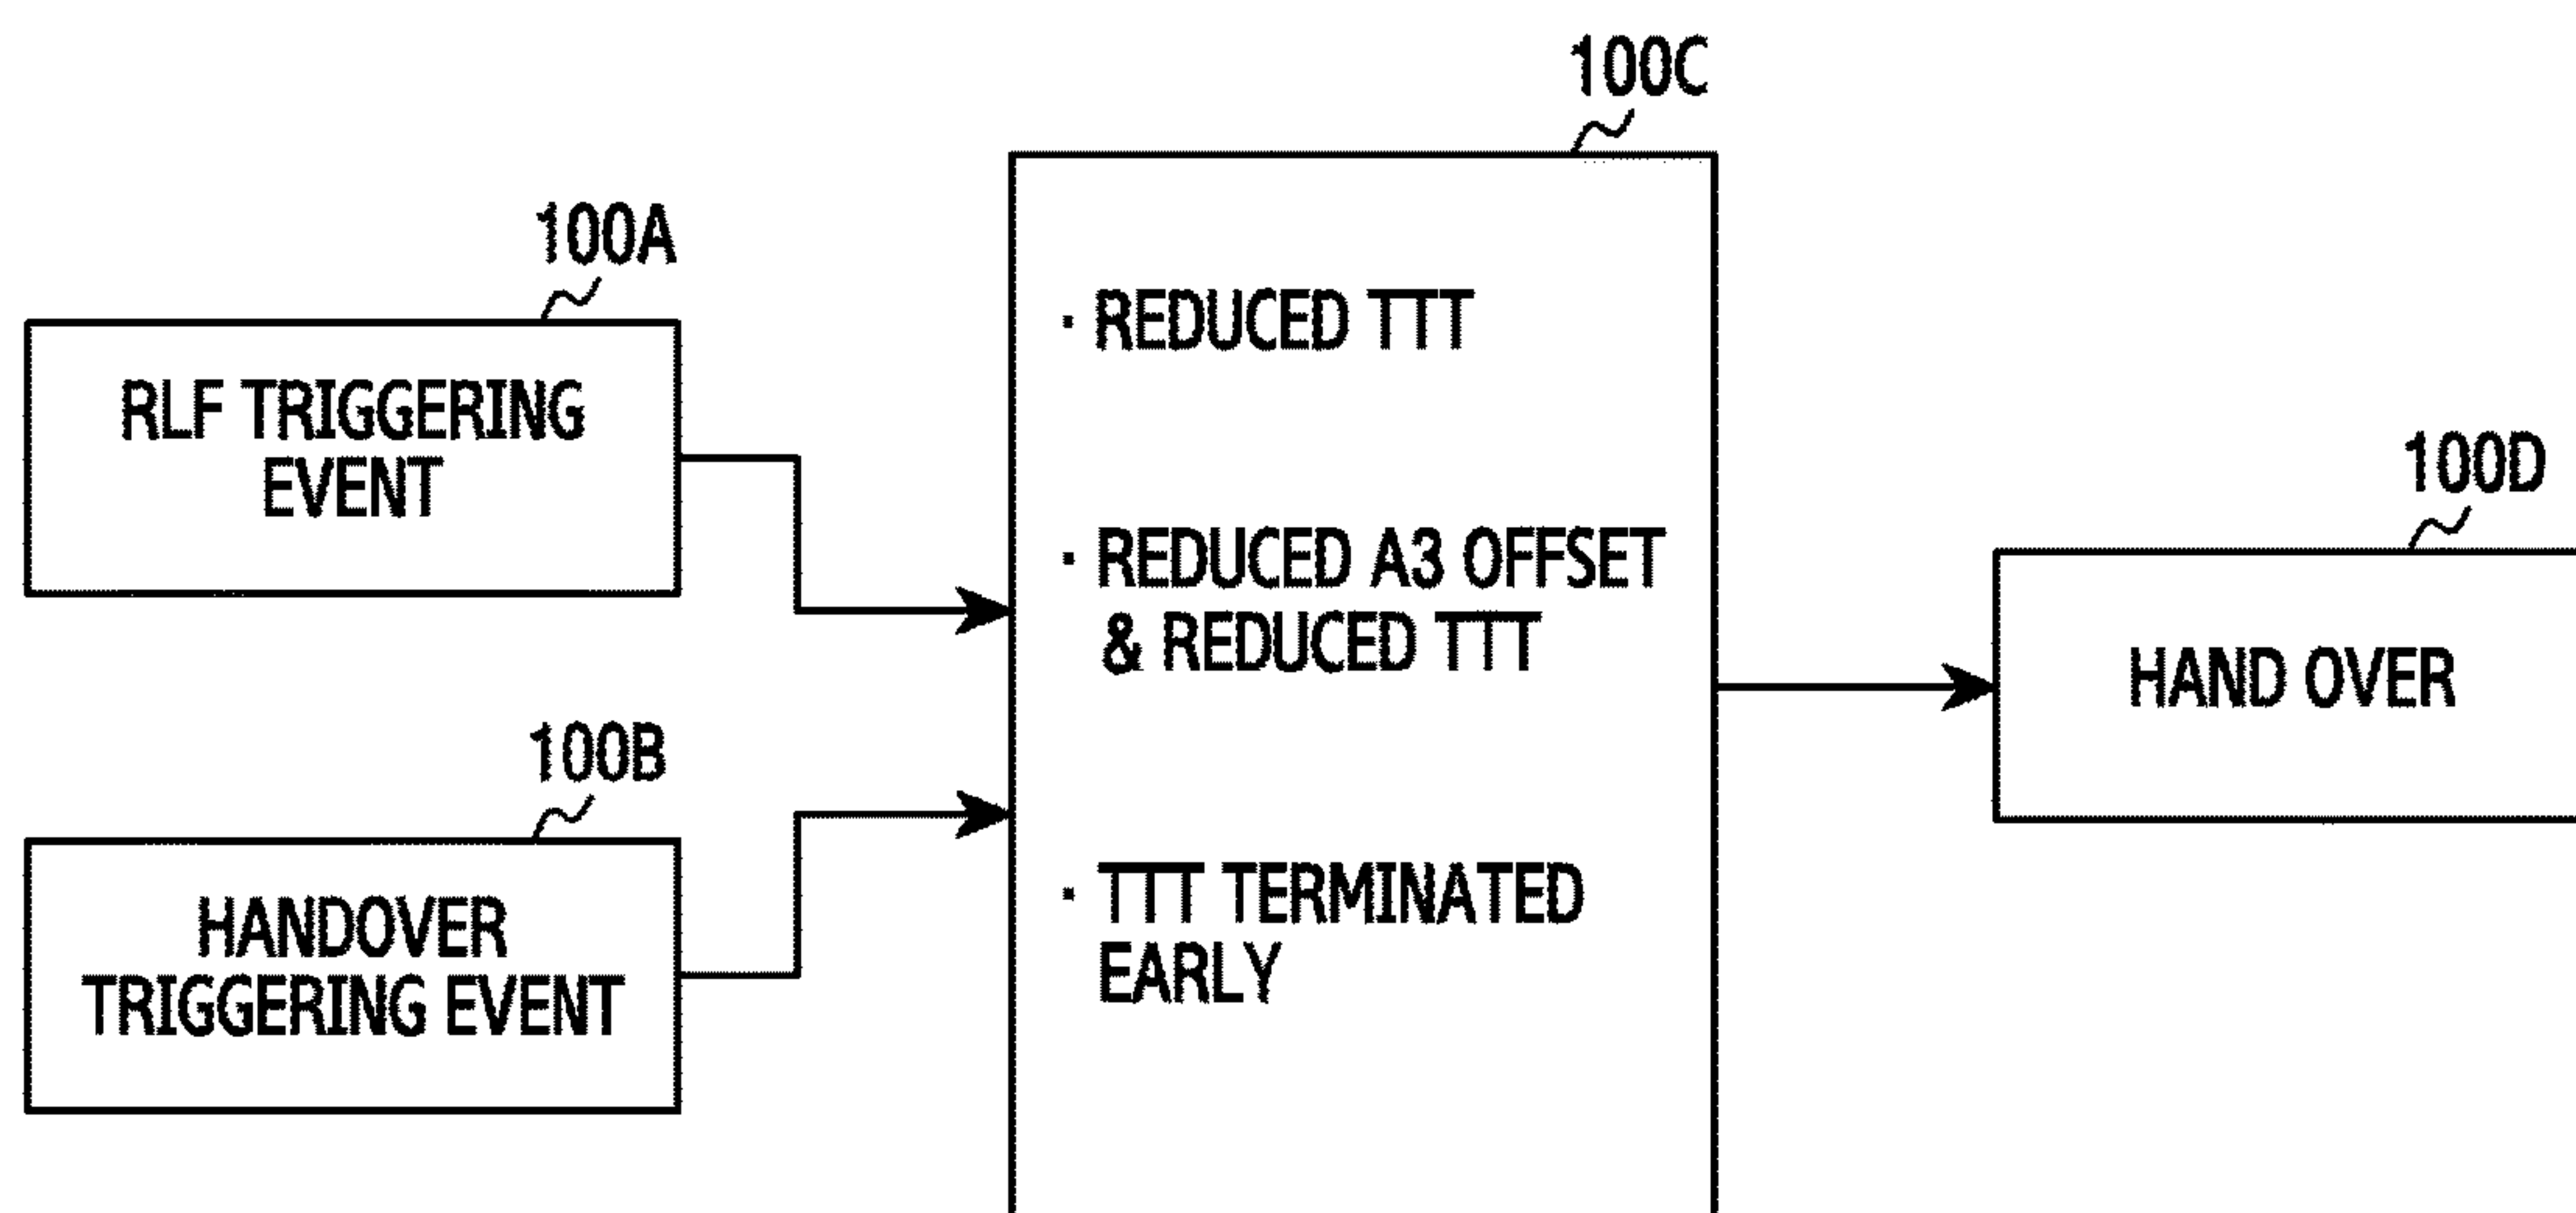 100A
RLF TRIGGERING
EVENT
100B
HANDOVER
TRIGGERING EVENT
100C
· REDUCED TTT
· REDUCED A3 OFFSET
& REDUCED TTT
· TTT TERMINATED
EARLY
100D
HAND OVER